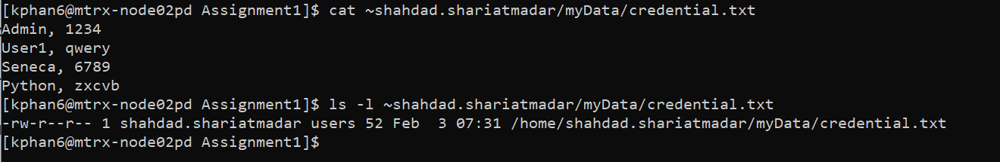 [kphan6@mtrx-node02pd Assignment1]$ cat ~shahdad.shariatmadar/myData/credential.txt
Admin, 1234
User1, qwery
Seneca, 6789
Python, zxcvb
[kphan6@mtrx-node02pd Assignment1]$ ls -l ~shahdad.shariatmadar/myData/credential.txt
-rw-r--r-- 1 shahdad.shariatmadar users 52 Feb  3 07:31 /home/shahdad.shariatmadar/myData/credential.txt
[kphan6@mtrx-node02pd Assignment1]$